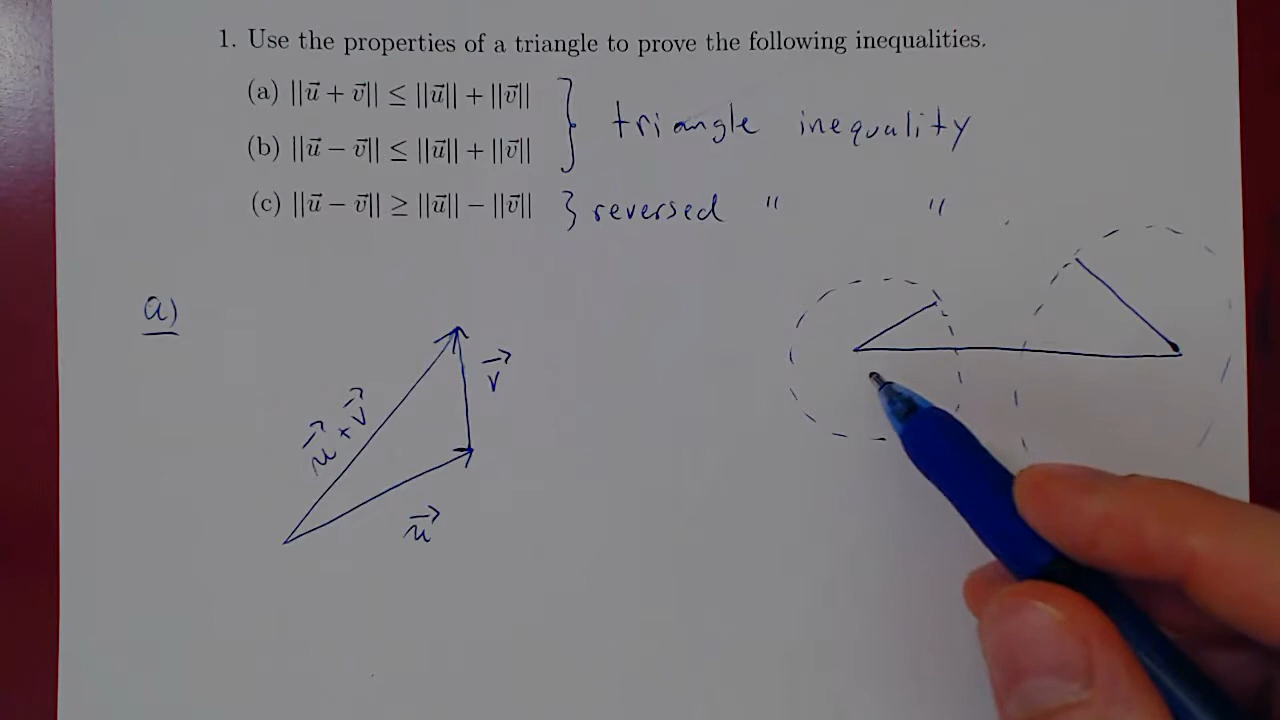 1. Use the properties of a triangle to prove the following inequalities.
(a) ||u⃗ + v⃗|| ≤ ||u⃗|| + ||v⃗||
(b) ||u⃗ − v⃗|| ≤ ||u⃗|| + ||v⃗|| } triangle inequality
(c) ||u⃗ − v⃗|| ≥ ||u⃗|| − ||v⃗|| } reversed " "
a)
v⃗
u⃗ + v⃗
u⃗